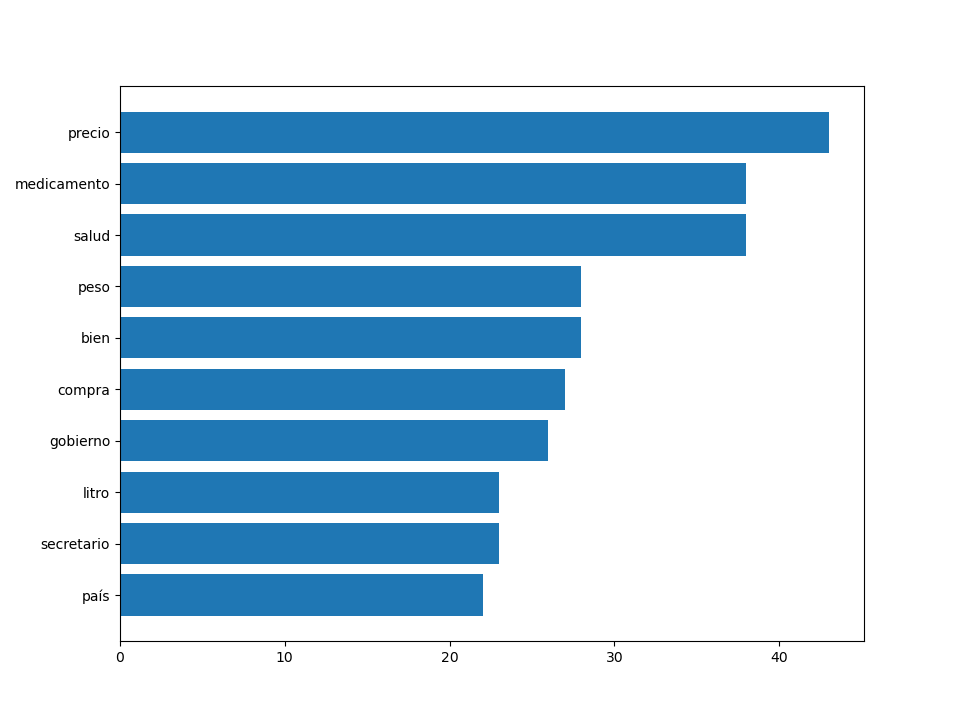 precio
medicamento
salud
peso
bien
compra
gobierno
litro
secretario
país
0 10 20 30 40